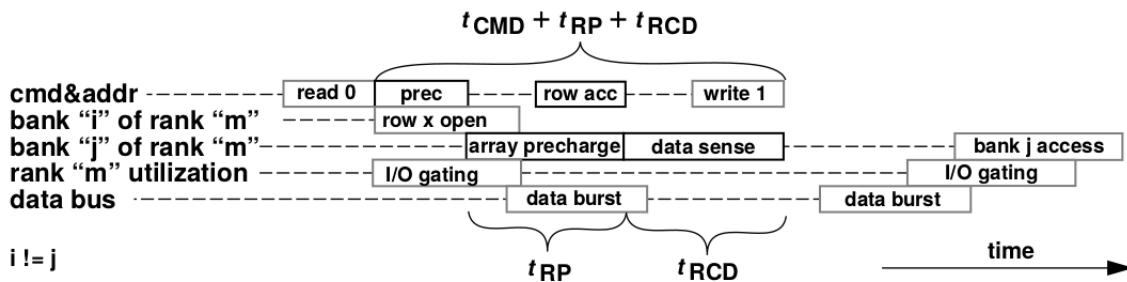 tCMD + tRP + tRCD
cmd&addr read 0 prec row acc write 1
bank “i” of rank “m” row x open
bank “j” of rank “m” array precharge data sense bank j access
rank “m” utilization I/O gating I/O gating
data bus data burst data burst
i != j tRP tRCD time